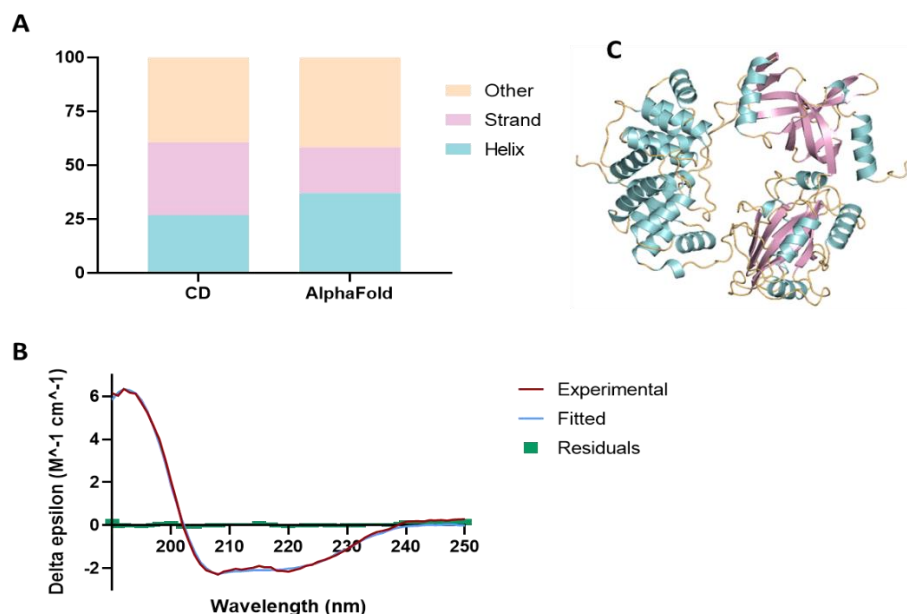 A
C
100
75
50
25
0
CD AlphaFold
Other
Strand
Helix
B
Delta epsilon (M^-1 cm^-1)
6
4
2
0
-2
200 210 220 230 240 250
Wavelength (nm)
Experimental
Fitted
Residuals